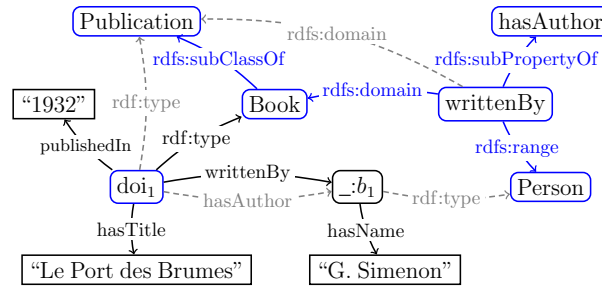 Publication
hasAuthor
rdfs:domain
rdfs:subClassOf
rdfs:subPropertyOf
rdf:type
“1932”
Book
rdfs:domain
writtenBy
publishedIn
rdf:type
rdfs:range
writtenBy
doi₁
hasAuthor
_:b₁
rdf:type
Person
hasTitle
hasName
“Le Port des Brumes”
“G. Simenon”